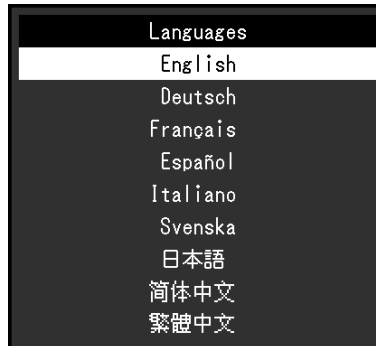 Languages
English
Deutsch
Français
Español
Italiano
Svenska
日本語
简体中文
繁體中文